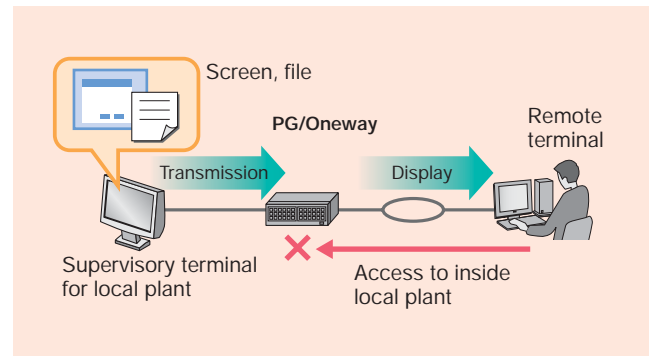 Screen, file
PG/Oneway
Remote
terminal
Transmission
Display
Supervisory terminal
for local plant
Access to inside
local plant